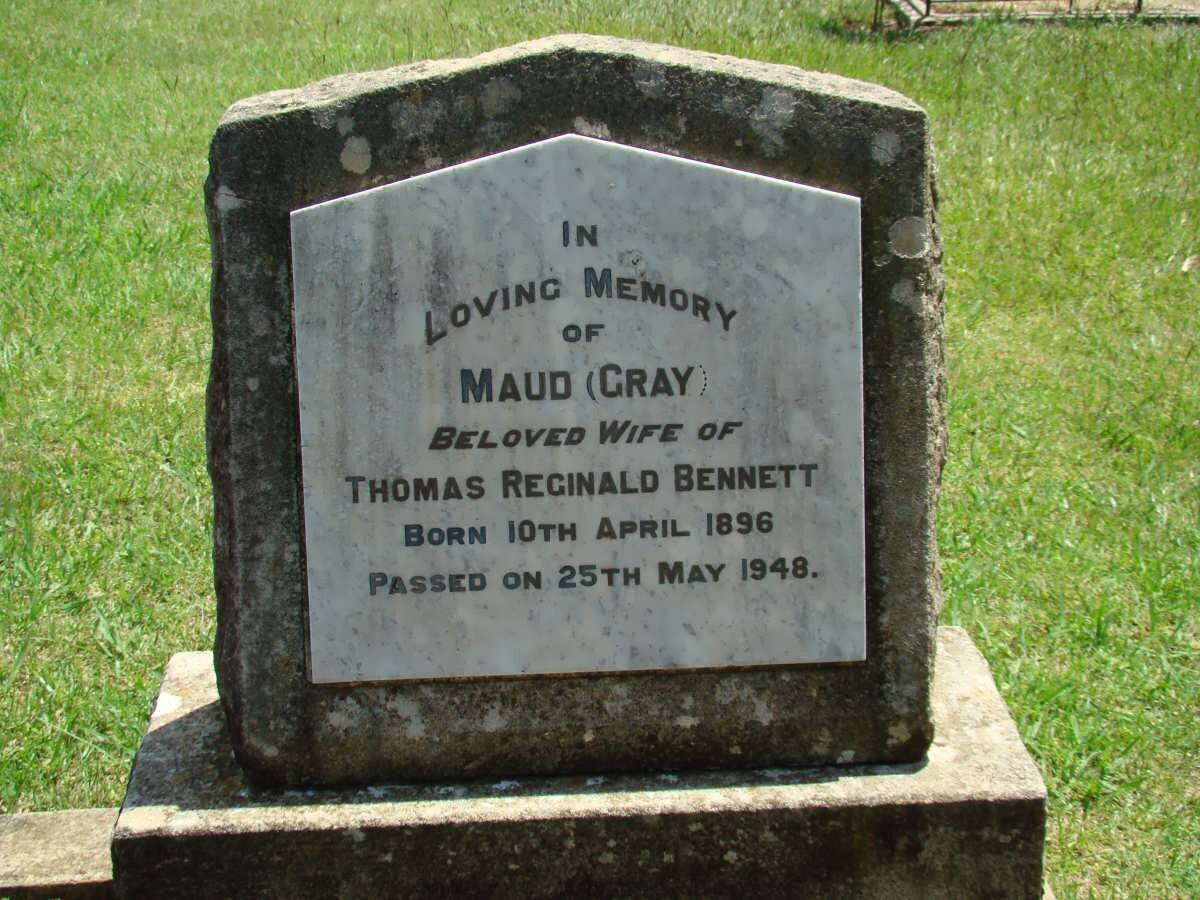 IN
LOVING MEMORY
OF
MAUD (GRAY)
BELOVED WIFE OF
THOMAS REGINALD BENNETT
BORN 10TH APRIL 1896
PASSED ON 25TH MAY 1948.